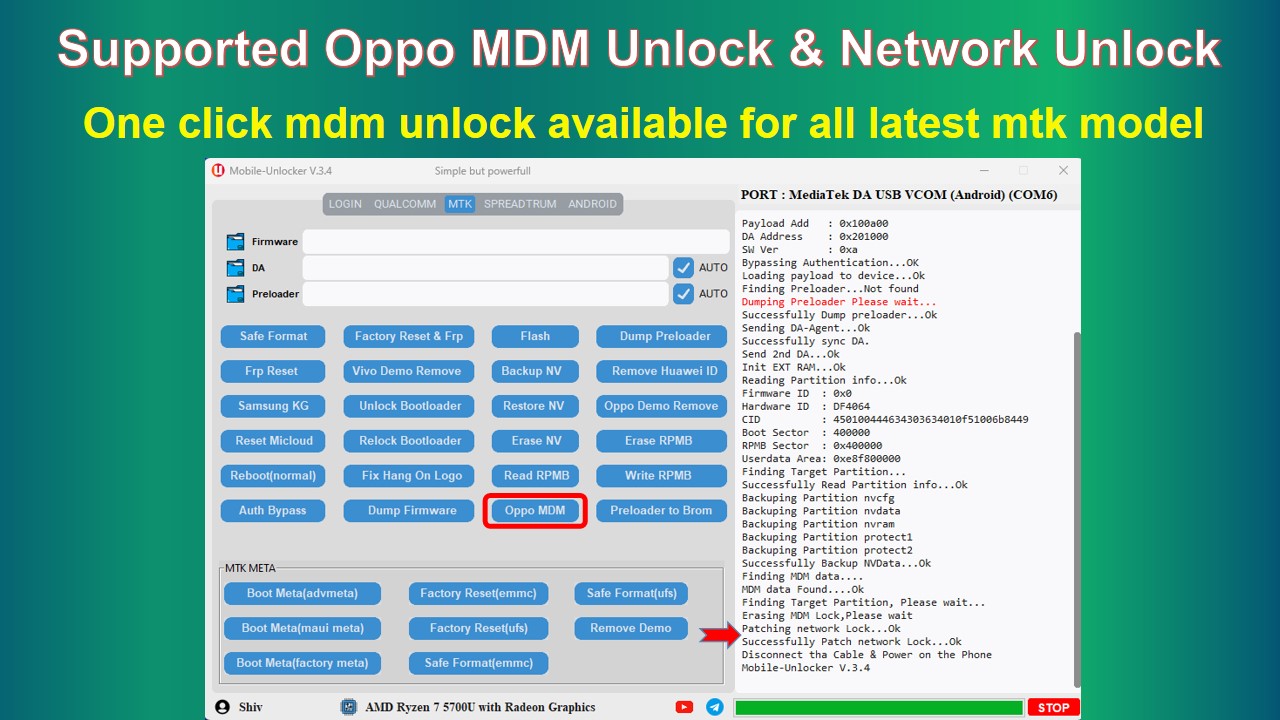 Supported Oppo MDM Unlock & Network Unlock
One click mdm unlock available for all latest mtk model
Mobile-Unlocker V.3.4
Simple but powerfull
LOGIN QUALCOMM MTK SPREADTRUM ANDROID
Firmware
DA AUTO
Preloader AUTO
Safe Format Factory Reset & Frp Flash Dump Preloader
Frp Reset Vivo Demo Remove Backup NV Remove Huawei ID
Samsung KG Unlock Bootloader Restore NV Oppo Demo Remove
Reset Micloud Relock Bootloader Erase NV Erase RPMB
Reboot(normal) Fix Hang On Logo Read RPMB Write RPMB
Auth Bypass Dump Firmware Oppo MDM Preloader to Brom
MTK META
Boot Meta(advmeta) Factory Reset(emmc) Safe Format(ufs)
Boot Meta(maui meta) Factory Reset(ufs) Remove Demo
Boot Meta(factory meta) Safe Format(emmc)
PORT : MediaTek DA USB VCOM (Android) (COM6)
Payload Add : 0x100a00
DA Address : 0x201000
SW Ver : 0xa
Bypassing Authentication...OK
Loading payload to device...Ok
Finding Preloader...Not found
Dumping Preloader Please wait...
Successfully Dump preloader...Ok
Sending DA-Agent...Ok
Successfully sync DA.
Send 2nd DA...Ok
Init EXT RAM...Ok
Reading Partition info...Ok
Firmware ID : 0x0
Hardware ID : DF4064
CID : 450100444634303634010f51006b8449
Boot Sector : 400000
RPMB Sector : 0x400000
Userdata Area: 0xe8f800000
Finding Target Partition...
Successfully Read Partition info...Ok
Backuping Partition nvcfg
Backuping Partition nvdata
Backuping Partition nvram
Backuping Partition protect1
Backuping Partition protect2
Successfully Backup NVData...Ok
Finding MDM data....
MDM data Found....Ok
Finding Target Partition, Please wait...
Erasing MDM Lock,Please wait
Patching network Lock...Ok
Successfully Patch network Lock...Ok
Disconnect tha Cable & Power on the Phone
Mobile-Unlocker V.3.4
Shiv
AMD Ryzen 7 5700U with Radeon Graphics
STOP